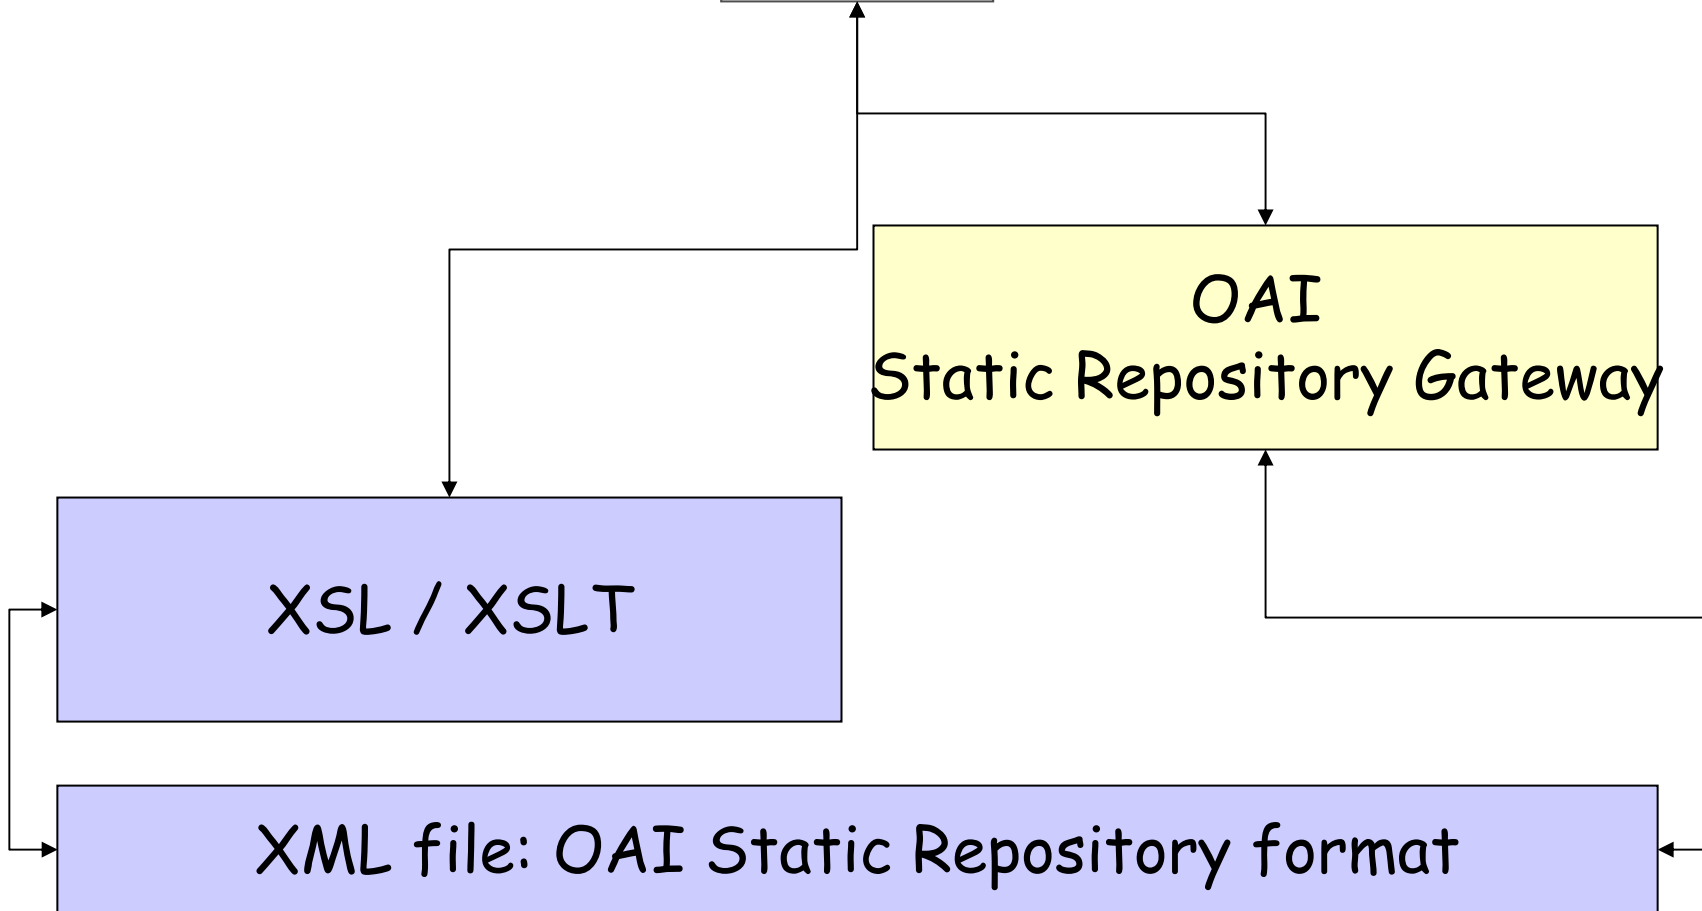 OAI
Static Repository Gateway
XSL / XSLT
XML file: OAI Static Repository format